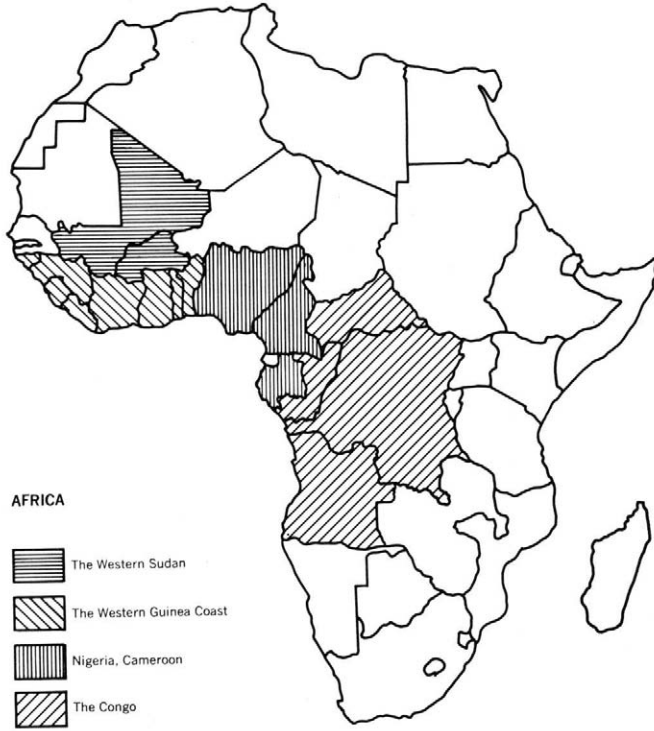 AFRICA
The Western Sudan
The Western Guinea Coast
Nigeria, Cameroon
The Congo